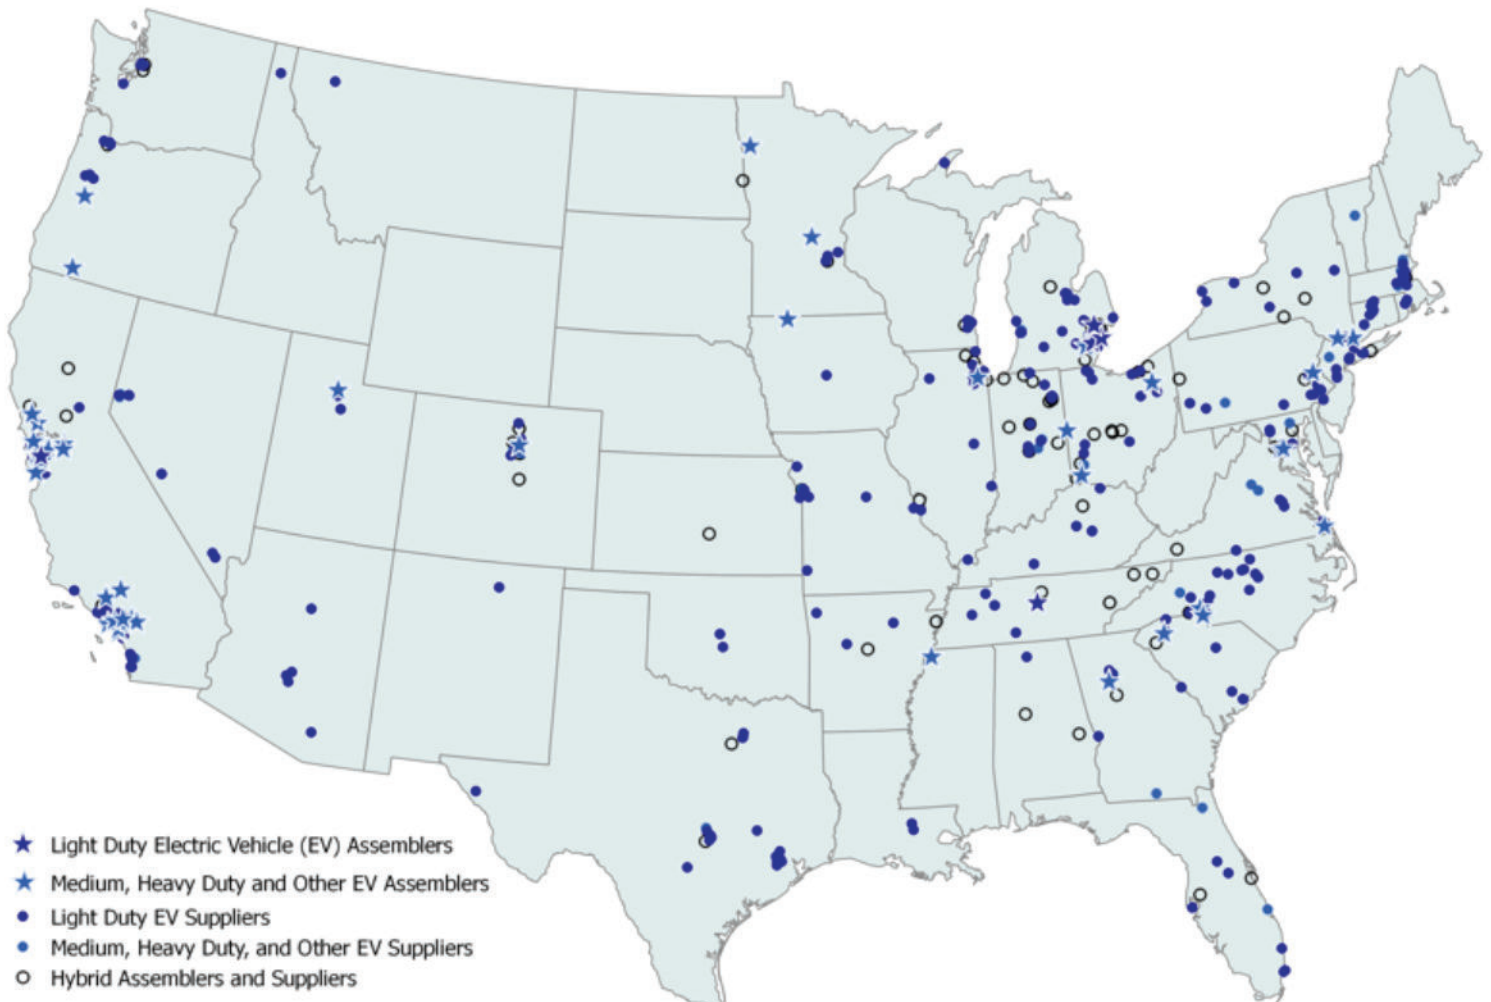 Light Duty Electric Vehicle (EV) Assemblers
Medium, Heavy Duty and Other EV Assemblers
Light Duty EV Suppliers
Medium, Heavy Duty, and Other EV Suppliers
Hybrid Assemblers and Suppliers